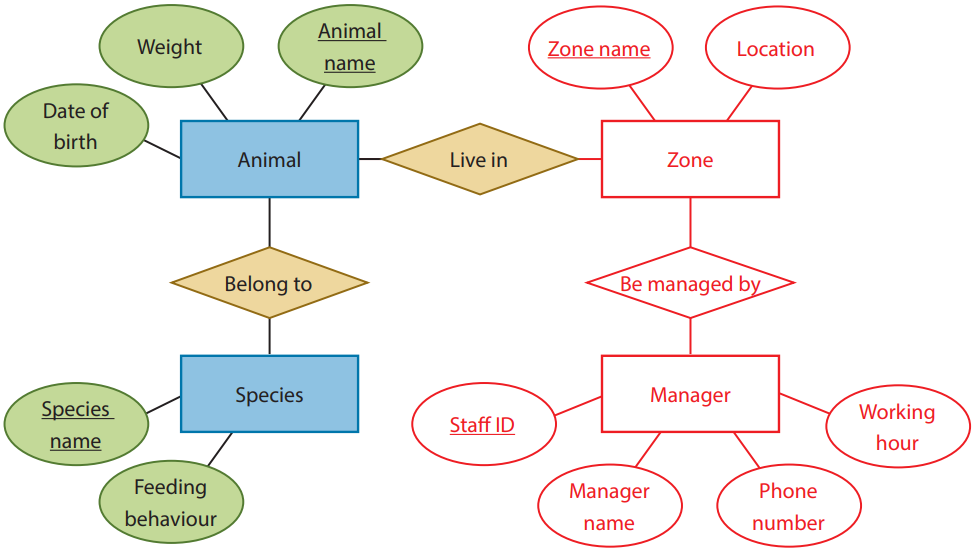 Weight
Animal
name
Zone name
Location
Date of
birth
Animal
Live in
Zone
Belong to
Be managed by
Species
Manager
Species
name
Staff ID
Working
hour
Feeding
behaviour
Manager
name
Phone
number